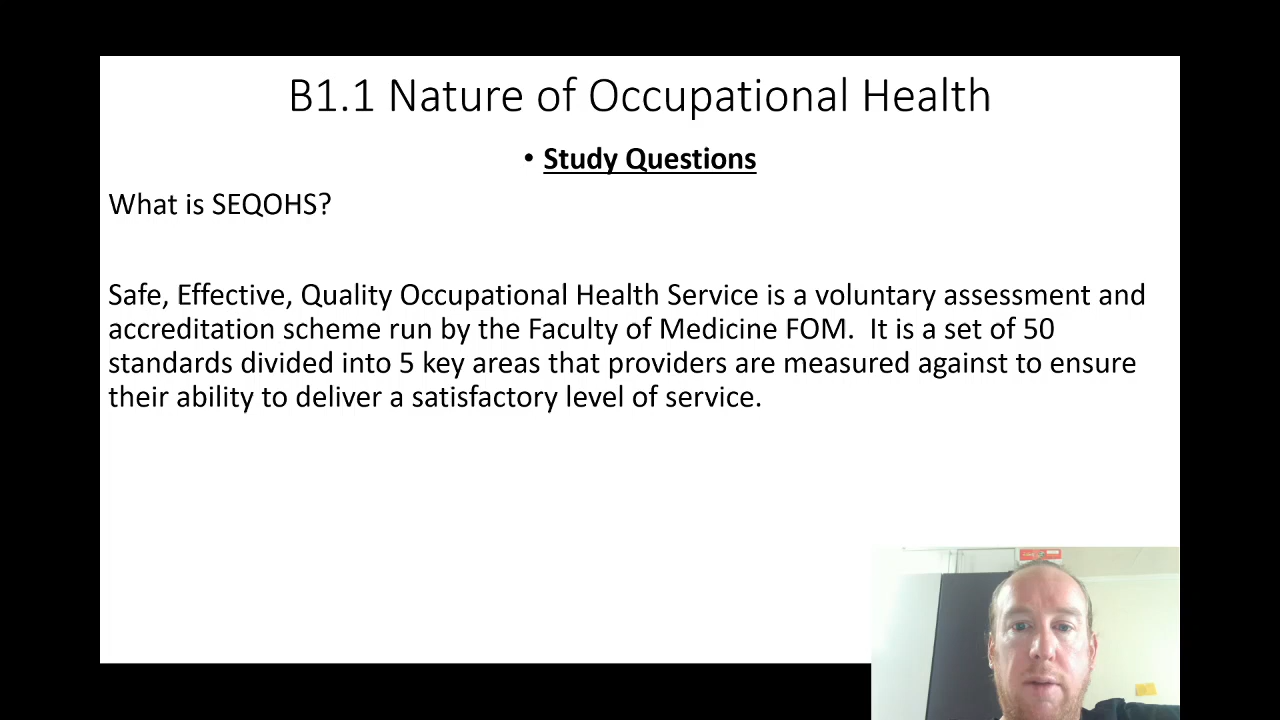 B1.1 Nature of Occupational Health
• Study Questions
What is SEQOHS?
Safe, Effective, Quality Occupational Health Service is a voluntary assessment and
accreditation scheme run by the Faculty of Medicine FOM.  It is a set of 50
standards divided into 5 key areas that providers are measured against to ensure
their ability to deliver a satisfactory level of service.